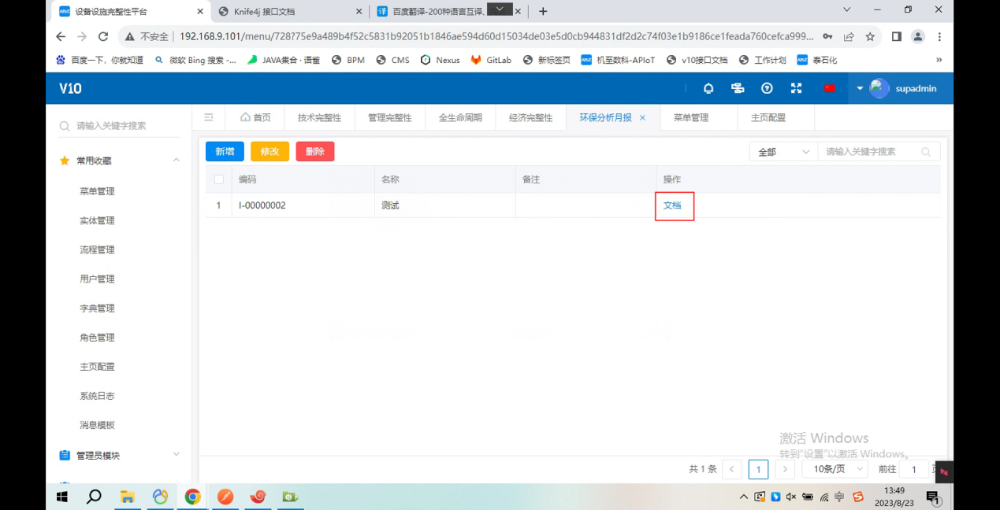 设备设施完整性平台
Knife4j 接口文档
百度翻译-200种语言互译、
不安全 192.168.9.101/menu/728?75e9a489b4f52c5831b92051b1846ae594d60d15034de03e5d0cb944831df2d2c74f03e1b9186ce1feada760cefca999...
百度一下，你就知道 微软 Bing 搜索 -... JAVA集合 · 语雀 BPM CMS Nexus GitLab 新标签页 机至数科-APIoT v10接口文档 工作计划 泰石化 »
V10 supadmin
请输入关键字搜索
首页 技术完整性 管理完整性 全生命周期 经济完整性 环保分析月报 菜单管理 主页配置
新增 修改 删除 全部 请输入关键字搜索
常用收藏
菜单管理
实体管理
流程管理
用户管理
字典管理
角色管理
主页配置
系统日志
消息模板
管理员模块
编码 名称 备注 操作
1 I-00000002 测试 文档
激活 Windows
转到"设置"以激活 Windows。
共 1 条 1 10条/页 前往 1
13:49
2023/8/23
中
1